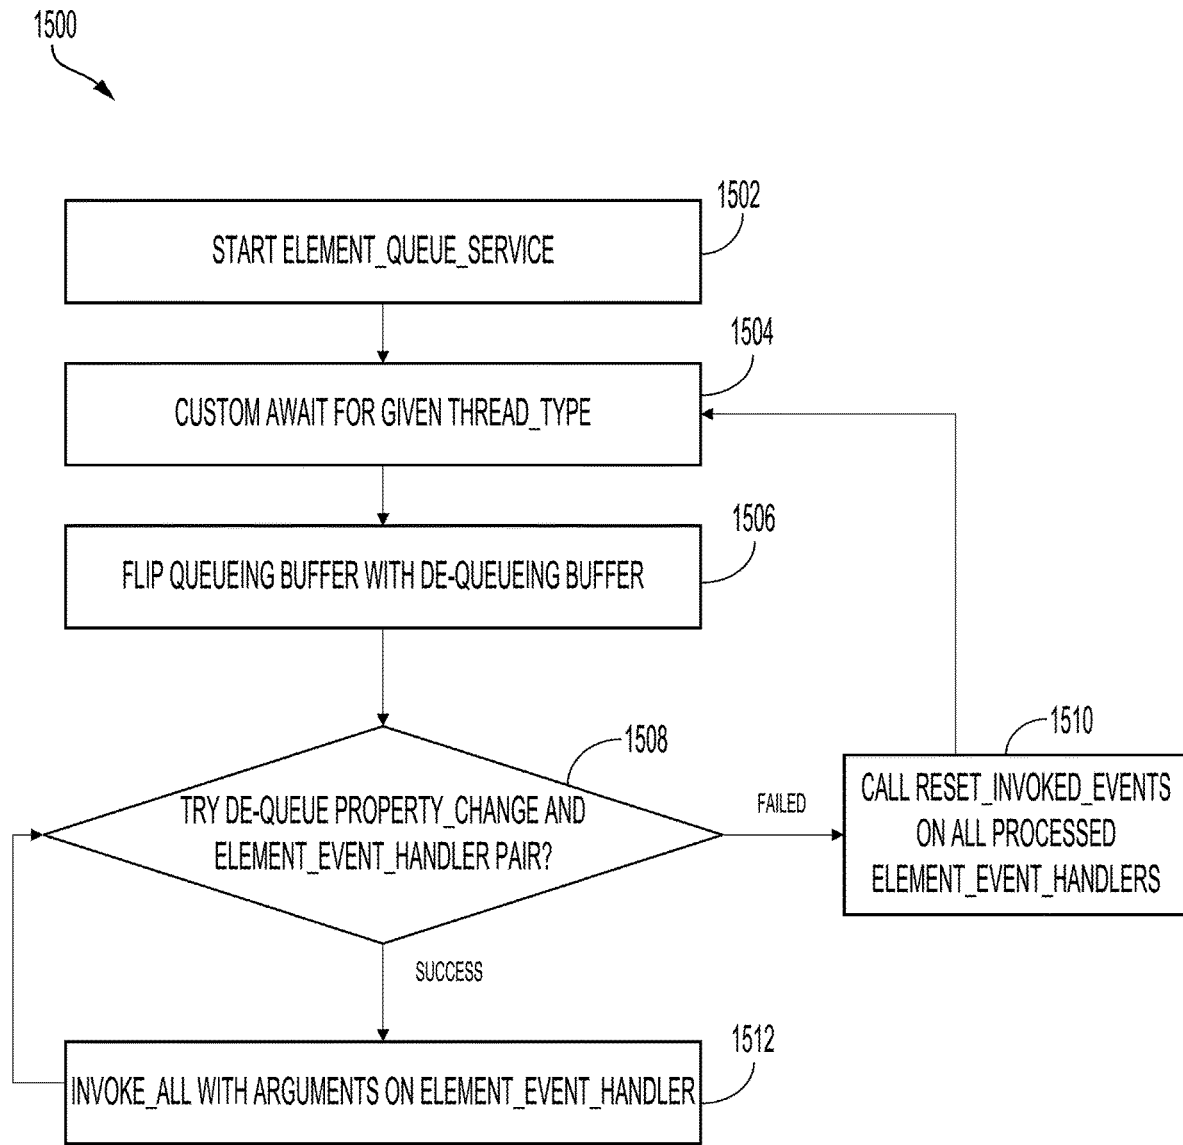 1500
1502
START ELEMENT_QUEUE_SERVICE
1504
CUSTOM AWAIT FOR GIVEN THREAD_TYPE
1506
FLIP QUEUEING BUFFER WITH DE-QUEUEING BUFFER
1508
TRY DE-QUEUE PROPERTY_CHANGE AND
ELEMENT_EVENT_HANDLER PAIR?
FAILED
1510
CALL RESET_INVOKED_EVENTS
ON ALL PROCESSED
ELEMENT_EVENT_HANDLERS
SUCCESS
1512
INVOKE_ALL WITH ARGUMENTS ON ELEMENT_EVENT_HANDLER